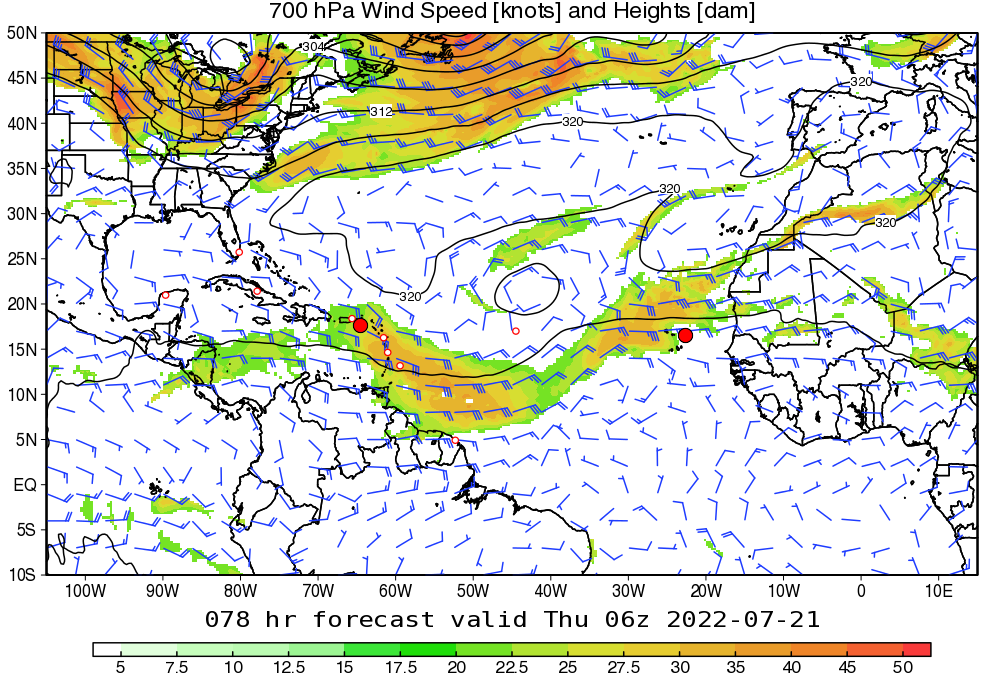 700 hPa Wind Speed [knots] and Heights [dam]
50N
45N
40N
35N
30N
25N
20N
15N
10N
5N
EQ
5S
10S
304
312
320
320
320
320
320
100W 90W 80W 70W 60W 50W 40W 30W 20W 10W 0 10E
078 hr forecast valid Thu 06z 2022-07-21
5 7.5 10 12.5 15 17.5 20 22.5 25 27.5 30 35 40 45 50